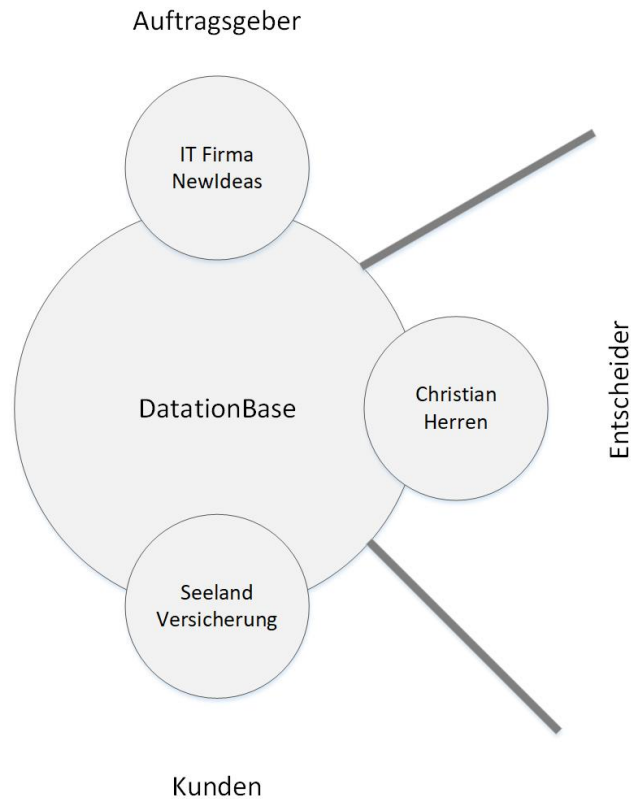 Auftragsgeber
IT Firma
NewIdeas
Christian
Herren
Entscheider
DatationBase
Seeland
Versicherung
Kunden